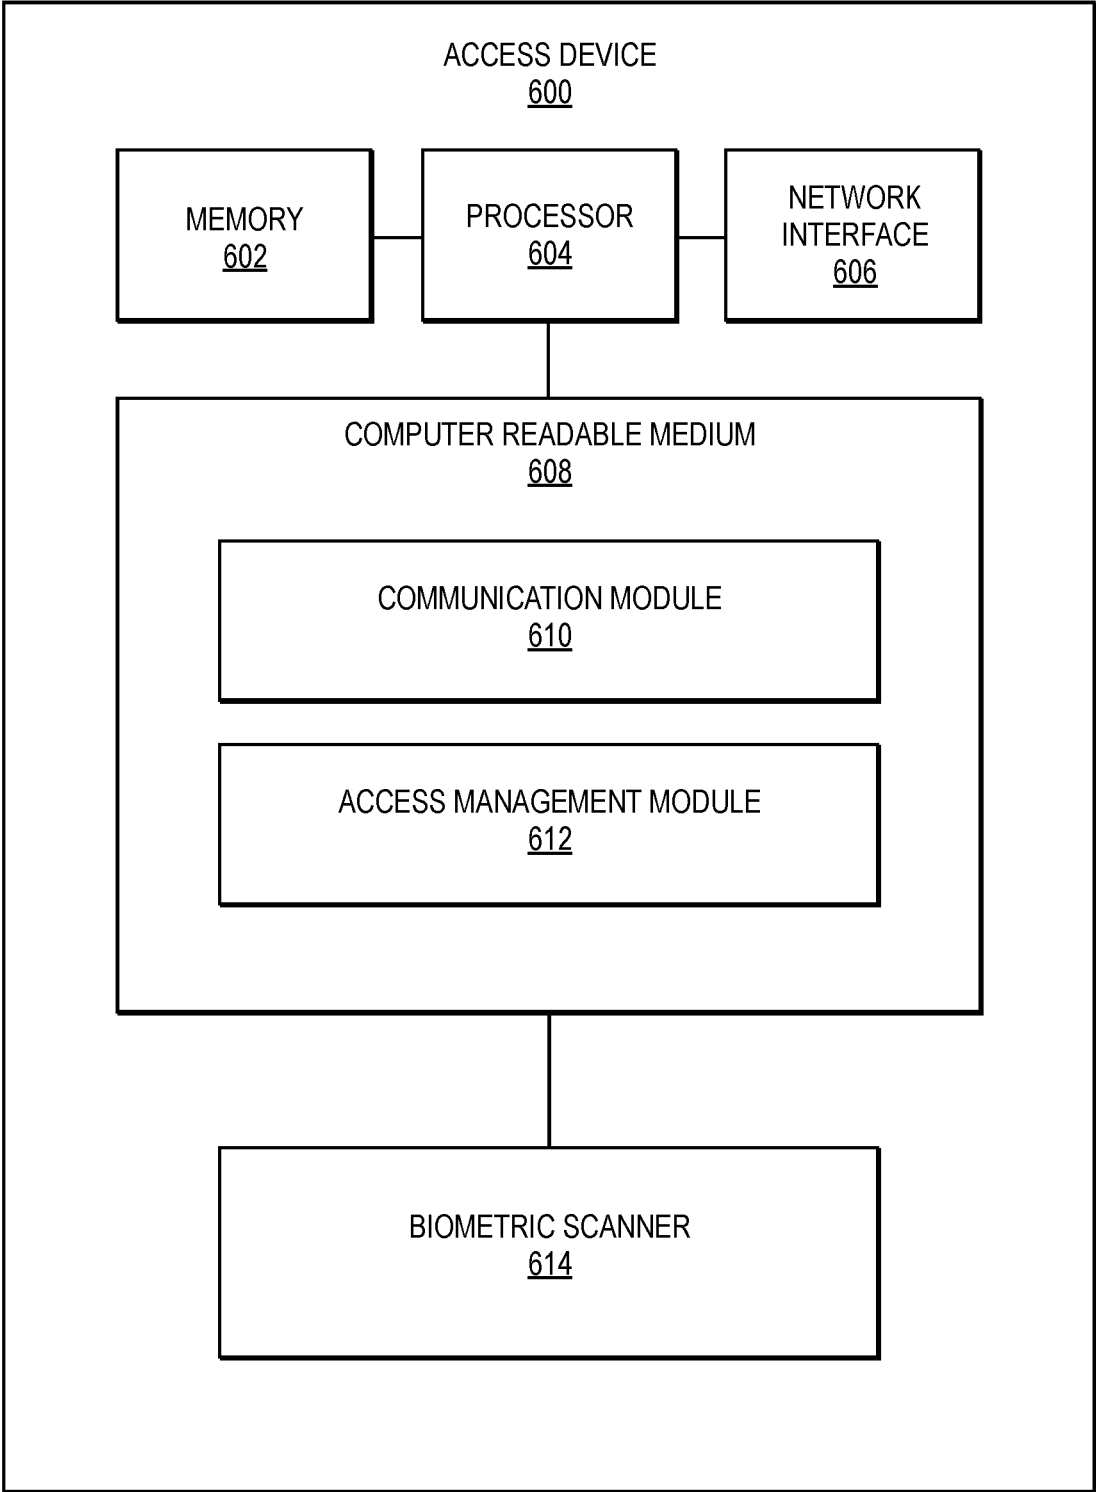 ACCESS DEVICE
600
MEMORY
602
PROCESSOR
604
NETWORK
INTERFACE
606
COMPUTER READABLE MEDIUM
608
COMMUNICATION MODULE
610
ACCESS MANAGEMENT MODULE
612
BIOMETRIC SCANNER
614